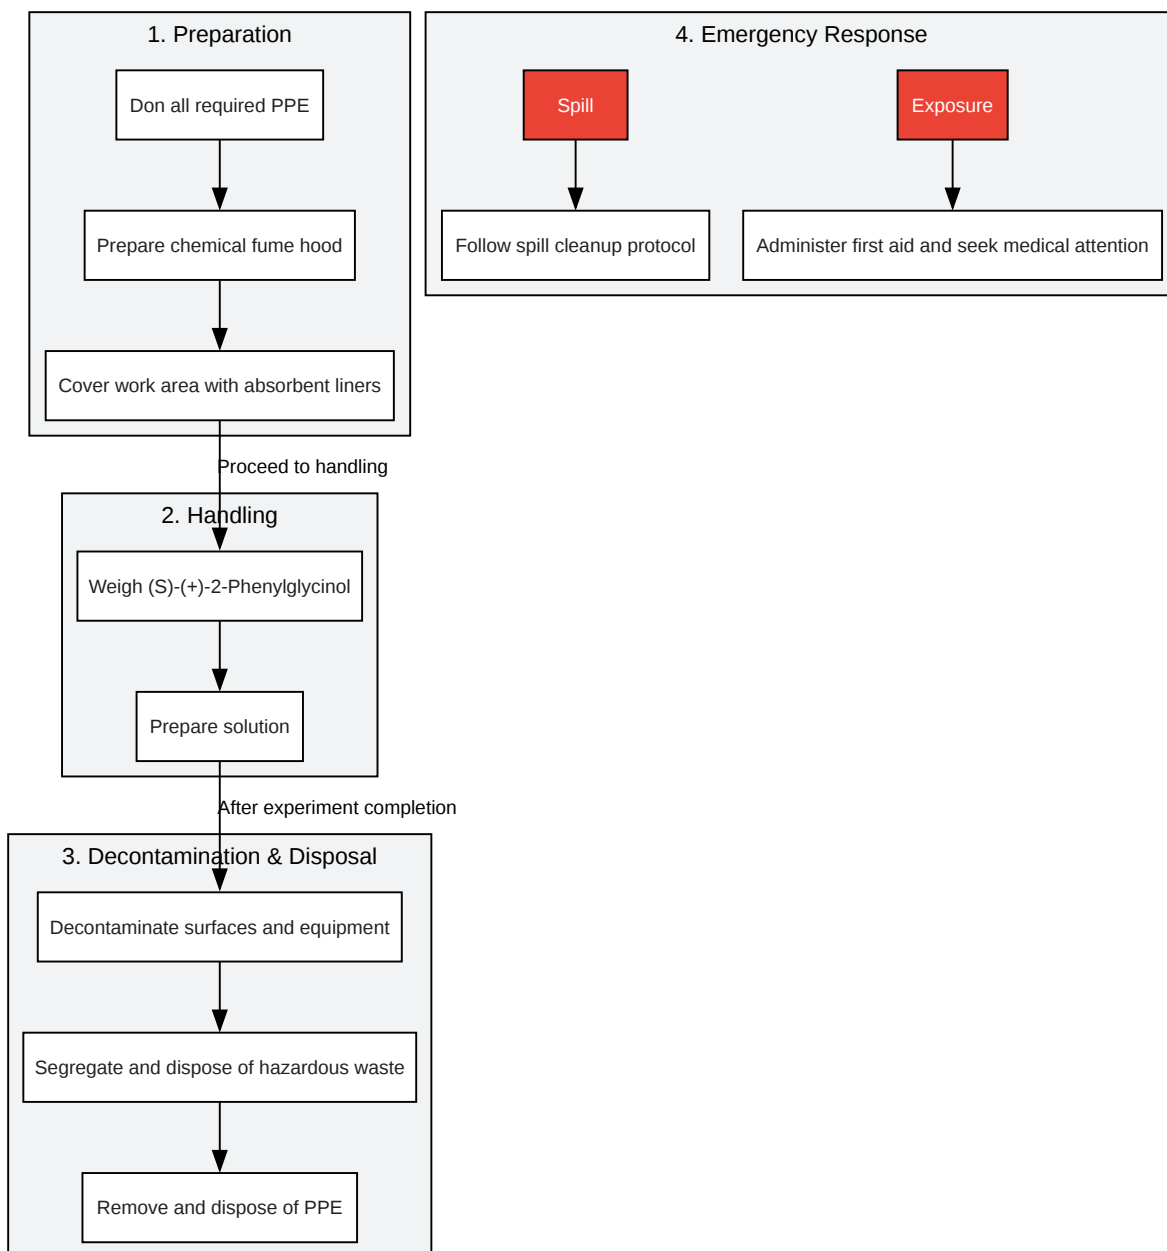 1. Preparation
Don all required PPE
Prepare chemical fume hood
Cover work area with absorbent liners
Proceed to handling
2. Handling
Weigh (S)-(+)-2-Phenylglycinol
Prepare solution
After experiment completion
3. Decontamination & Disposal
Decontaminate surfaces and equipment
Segregate and dispose of hazardous waste
Remove and dispose of PPE
4. Emergency Response
Spill
Follow spill cleanup protocol
Exposure
Administer first aid and seek medical attention